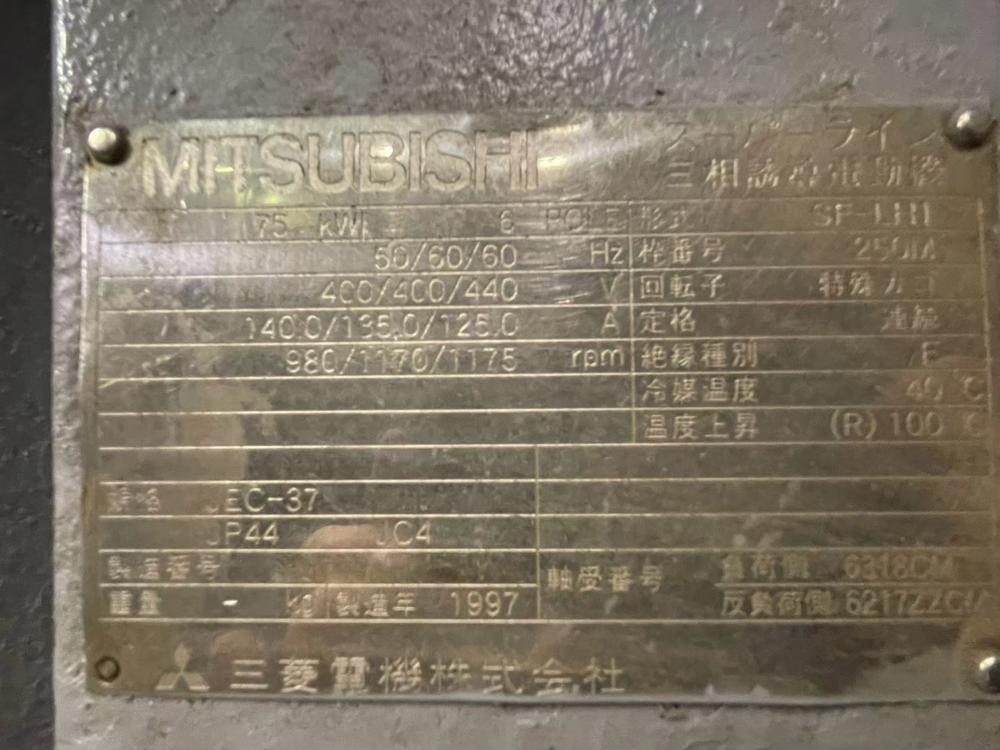 MITSUBISHI スーパーライン
三相誘導電動機
75 kW 6 POLE 形式 SF-LHI
50/60/60 Hz 枠番号 250M
400/400/440 V 回転子 特殊カゴ
140.0/135.0/125.0 A 定格 連続
980/1170/1175 rpm 絶縁種別
冷媒温度 40 C
温度上昇 (R) 100 C
規格 JEC-37
JP44 JC4
製造番号
軸受番号 負荷側 6318CM
重量 - kg 製造年 1997 反負荷側 6217ZZC
三菱電機株式会社